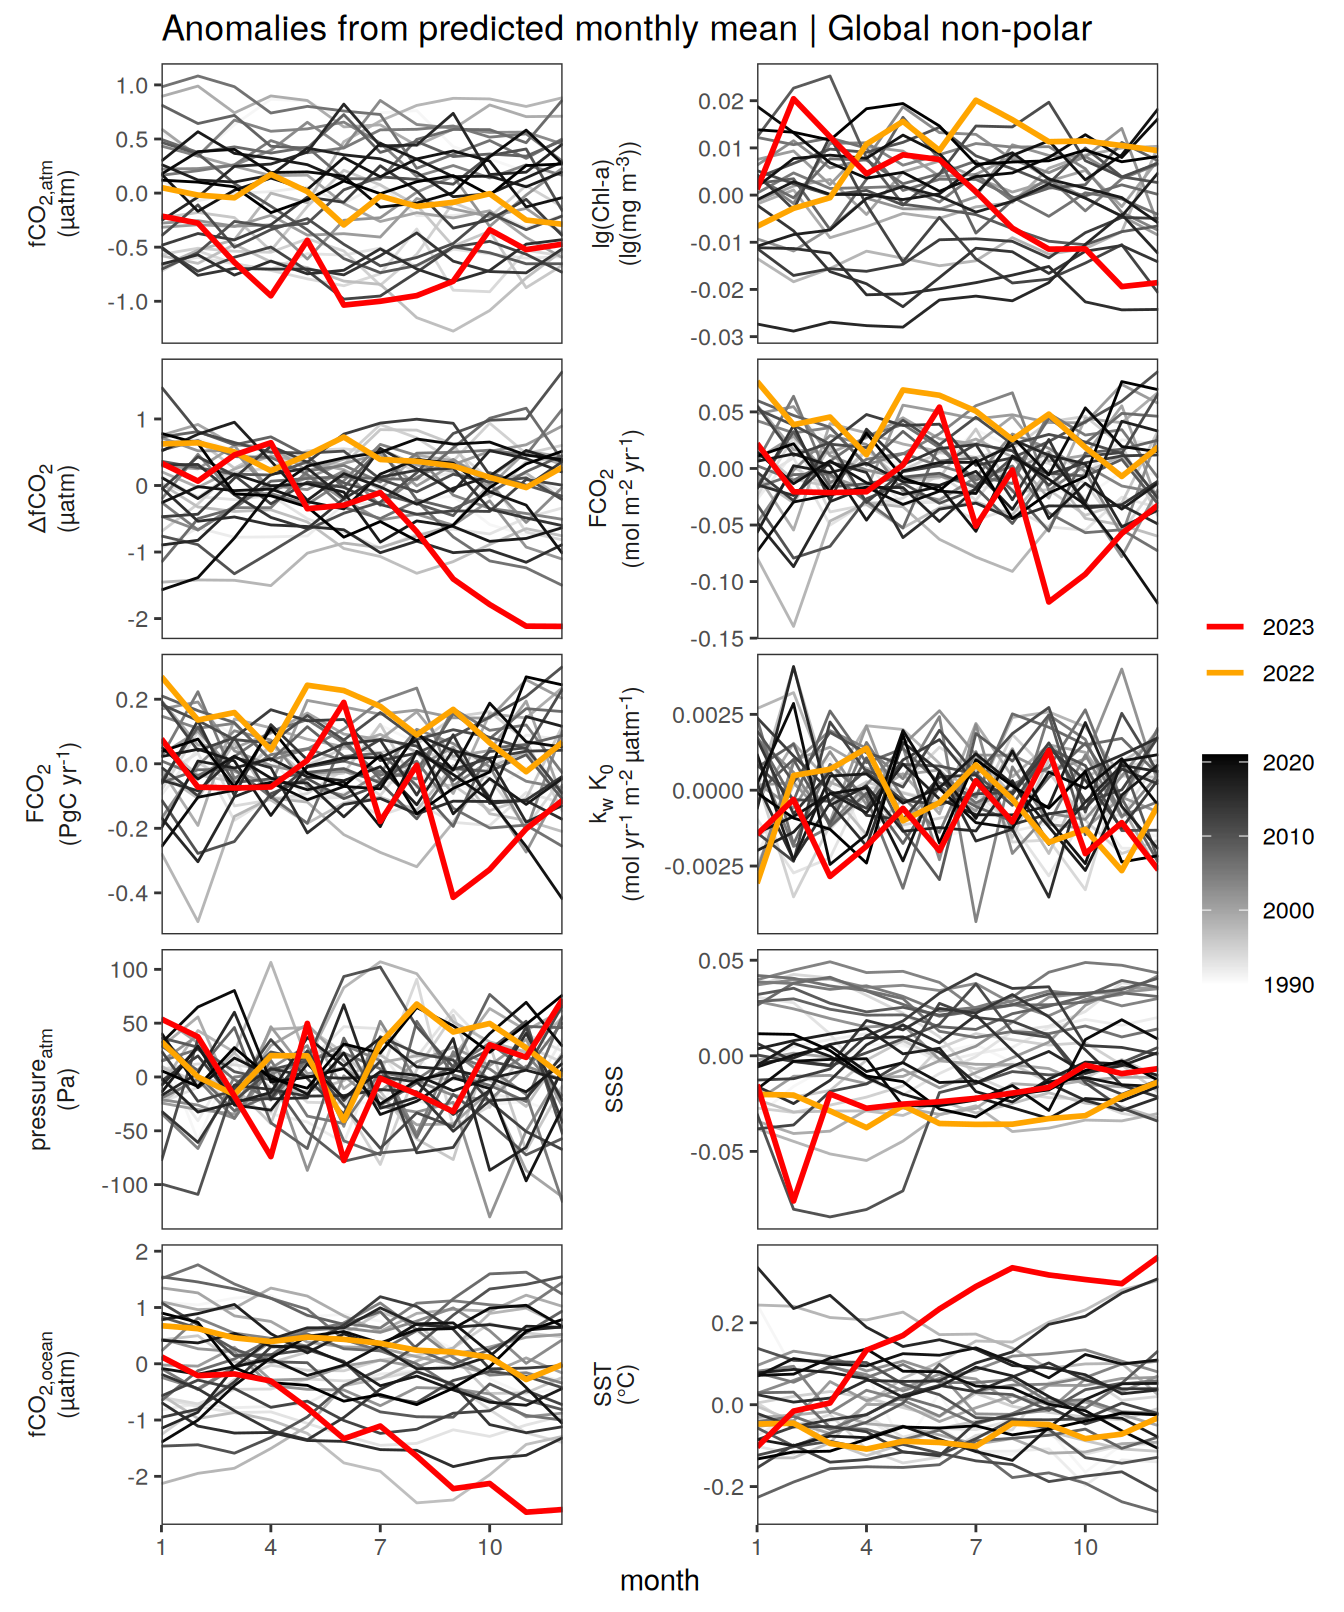 Anomalies from predicted monthly mean | Global non-polar
fCO2,atm
(µatm)
1.0
0.5
0.0
-0.5
-1.0
lg(Chl-a)
(lg(mg m-3))
0.02
0.01
0.00
-0.01
-0.02
-0.03
ΔfCO2
(µatm)
1
0
-1
-2
FCO2
(mol m-2 yr-1)
0.05
0.00
-0.05
-0.10
-0.15
FCO2
(PgC yr-1)
0.2
0.0
-0.2
-0.4
kw K0
(mol yr-1 m-2 µatm-1)
0.0025
0.0000
-0.0025
pressureatm
(Pa)
100
50
0
-50
-100
SSS
0.05
0.00
-0.05
fCO2,ocean
(µatm)
2
1
0
-1
-2
SST
(°C)
0.2
0.0
-0.2
1 4 7 10
1 4 7 10
month
2023
2022
2020
2010
2000
1990